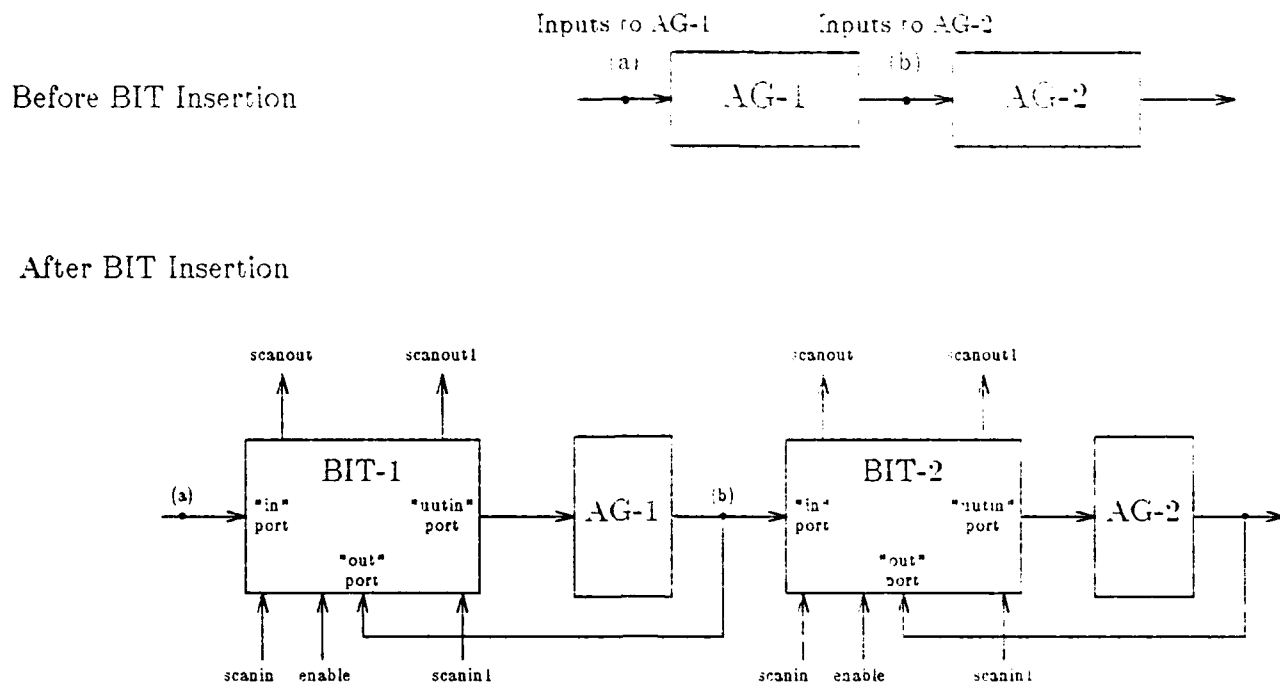 Inputs to AG-1
Inputs to AG-2
(a)
(b)
Before BIT Insertion
AG-1
AG-2
After BIT Insertion
scanout
scanout1
scanout
scanout1
BIT-1
BIT-2
(a)
"in"
port
"uutin"
port
"out"
port
AG-1
(b)
"in"
port
"uutin"
port
"out"
port
AG-2
scanin
enable
scanin1
scanin
enable
scanin1